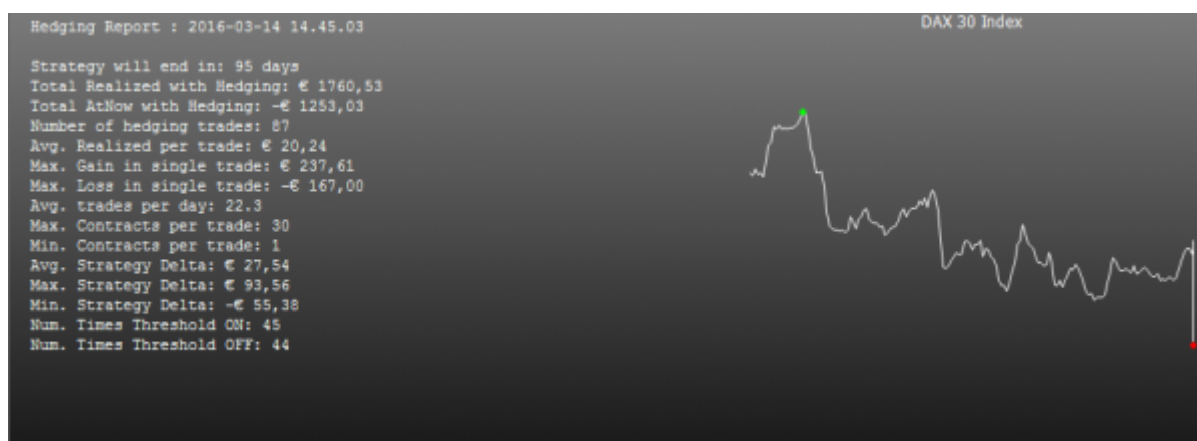 Hedging Report : 2016-03-14 14.45.03
DAX 30 Index
Strategy will end in: 95 days
Total Realized with Hedging: € 1760,53
Total AtNow with Hedging: -€ 1253,03
Number of hedging trades: 87
Avg. Realized per trade: € 20,24
Max. Gain in single trade: € 237,61
Max. Loss in single trade: -€ 167,00
Avg. trades per day: 22.3
Max. Contracts per trade: 30
Min. Contracts per trade: 1
Avg. Strategy Delta: € 27,54
Max. Strategy Delta: € 93,56
Min. Strategy Delta: -€ 55,38
Num. Times Threshold ON: 45
Num. Times Threshold OFF: 44